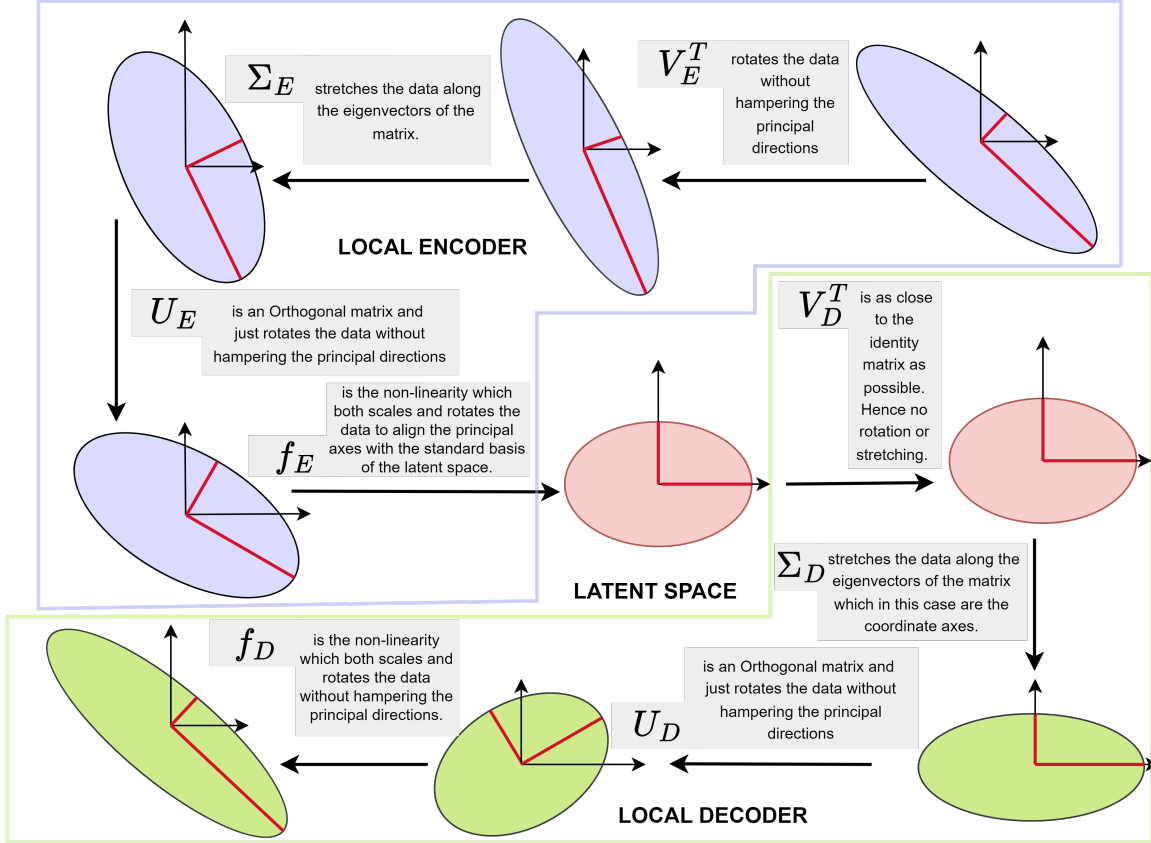 Σ_E
stretches the data along
the eigenvectors of the
matrix.
V_E^T
rotates the data
without
hampering the
principal
directions
LOCAL ENCODER
U_E
is an Orthogonal matrix and
just rotates the data without
hampering the principal directions
f_E
is the non-linearity which
both scales and rotates the
data to align the principal
axes with the standard basis
of the latent space.
LATENT SPACE
V_D^T
is as close
to the
identity
matrix as
possible.
Hence no
rotation or
stretching.
Σ_D
stretches the data along the
eigenvectors of the matrix
which in this case are the
coordinate axes.
f_D
is the non-linearity
which both scales and
rotates the data
without hampering the
principal directions.
U_D
is an Orthogonal matrix and
just rotates the data without
hampering the principal
directions
LOCAL DECODER